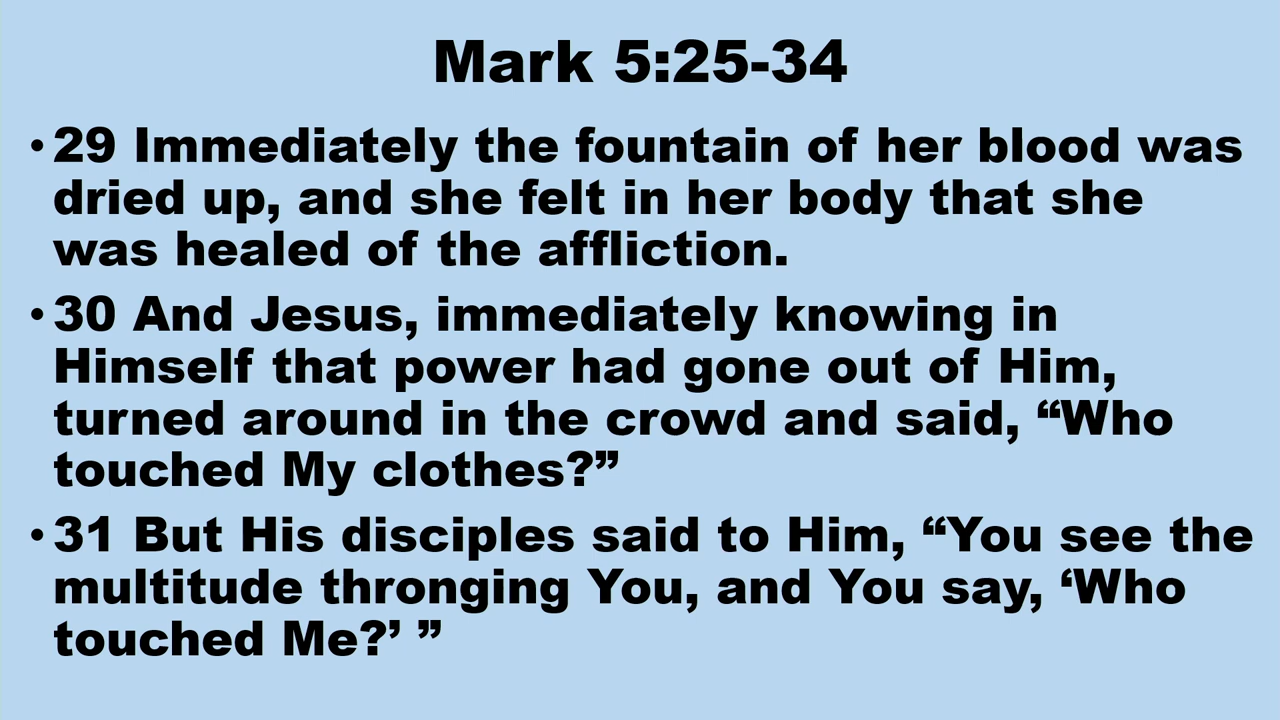 Mark 5:25-34
• 29 Immediately the fountain of her blood was
dried up, and she felt in her body that she
was healed of the affliction.
• 30 And Jesus, immediately knowing in
Himself that power had gone out of Him,
turned around in the crowd and said, “Who
touched My clothes?”
• 31 But His disciples said to Him, “You see the
multitude thronging You, and You say, ‘Who
touched Me?’ ”